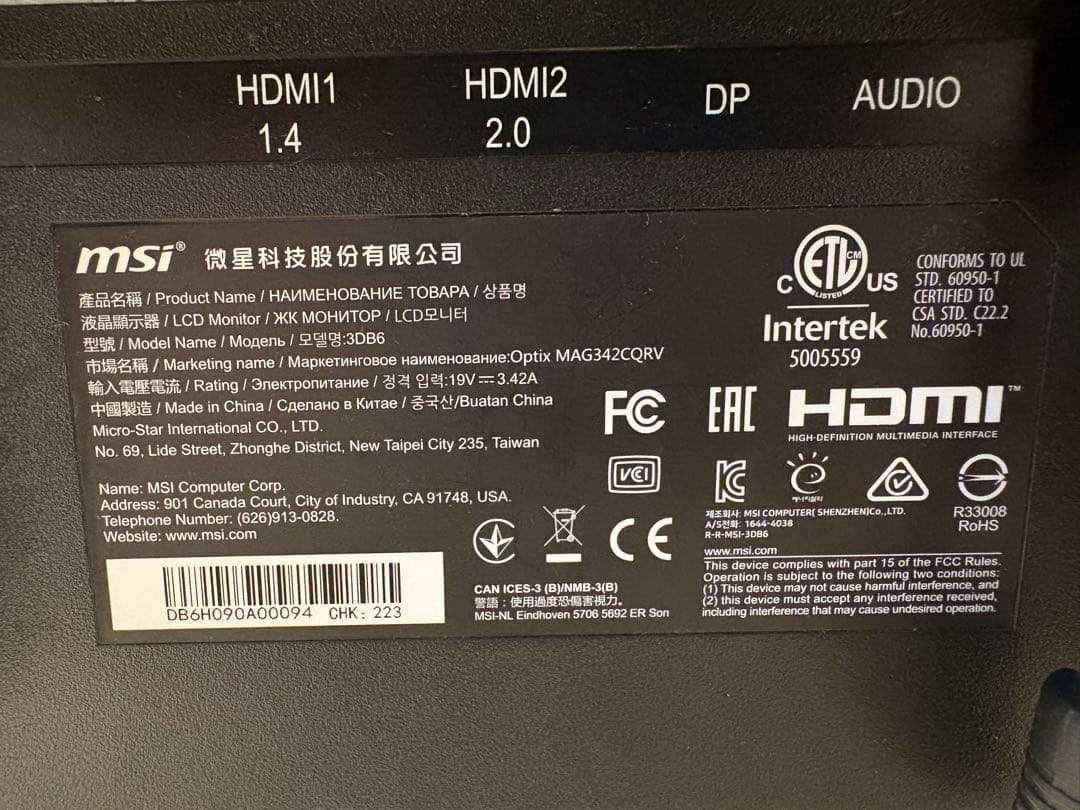 HDMI1 HDMI2 DP AUDIO
1.4 2.0
msi® 微星科技股份有限公司
產品名稱 / Product Name / НАИМЕНОВАНИЕ ТОВАРА / 상품명
液晶顯示器 / LCD Monitor / ЖК МОНИТОР / LCD모니터
型號 / Model Name / Модель / 모델명:3DB6
市場名稱 / Marketing name / Маркетинговое наименование:Optix MAG342CQRV
輸入電壓電流 / Rating / Электропитание / 정격 입력:19V⎓3.42A
中國製造 / Made in China / Сделано в Китае / 중국산/Buatan China
Micro-Star International CO., LTD.
No. 69, Lide Street, Zhonghe District, New Taipei City 235, Taiwan
Name: MSI Computer Corp.
Address: 901 Canada Court, City of Industry, CA 91748, USA.
Telephone Number: (626)913-0828.
Website: www.msi.com
DB6H090A00094 CHK: 223
C ETL CM LISTED US
Intertek
5005559
CONFORMS TO UL
STD. 60950-1
CERTIFIED TO
CSA STD. C22.2
No.60950-1
FC
EAC
HDMI™
HIGH-DEFINITION MULTIMEDIA INTERFACE
VCCI
KC
에너지절약
R33008
RoHS
CE
CAN ICES-3 (B)/NMB-3(B)
警語：使用過度恐傷害視力。
MSI-NL Eindhoven 5706 5692 ER Son
제조회사: MSI COMPUTER( SHENZHEN)Co.,LTD.
A/S전화: 1644-4038
R-R-MSI-3DB6
www.msi.com
This device complies with part 15 of the FCC Rules.
Operation is subject to the following two conditions:
(1) This device may not cause harmful interference, and
(2) this device must accept any interference received,
including interference that may cause undesired operation.